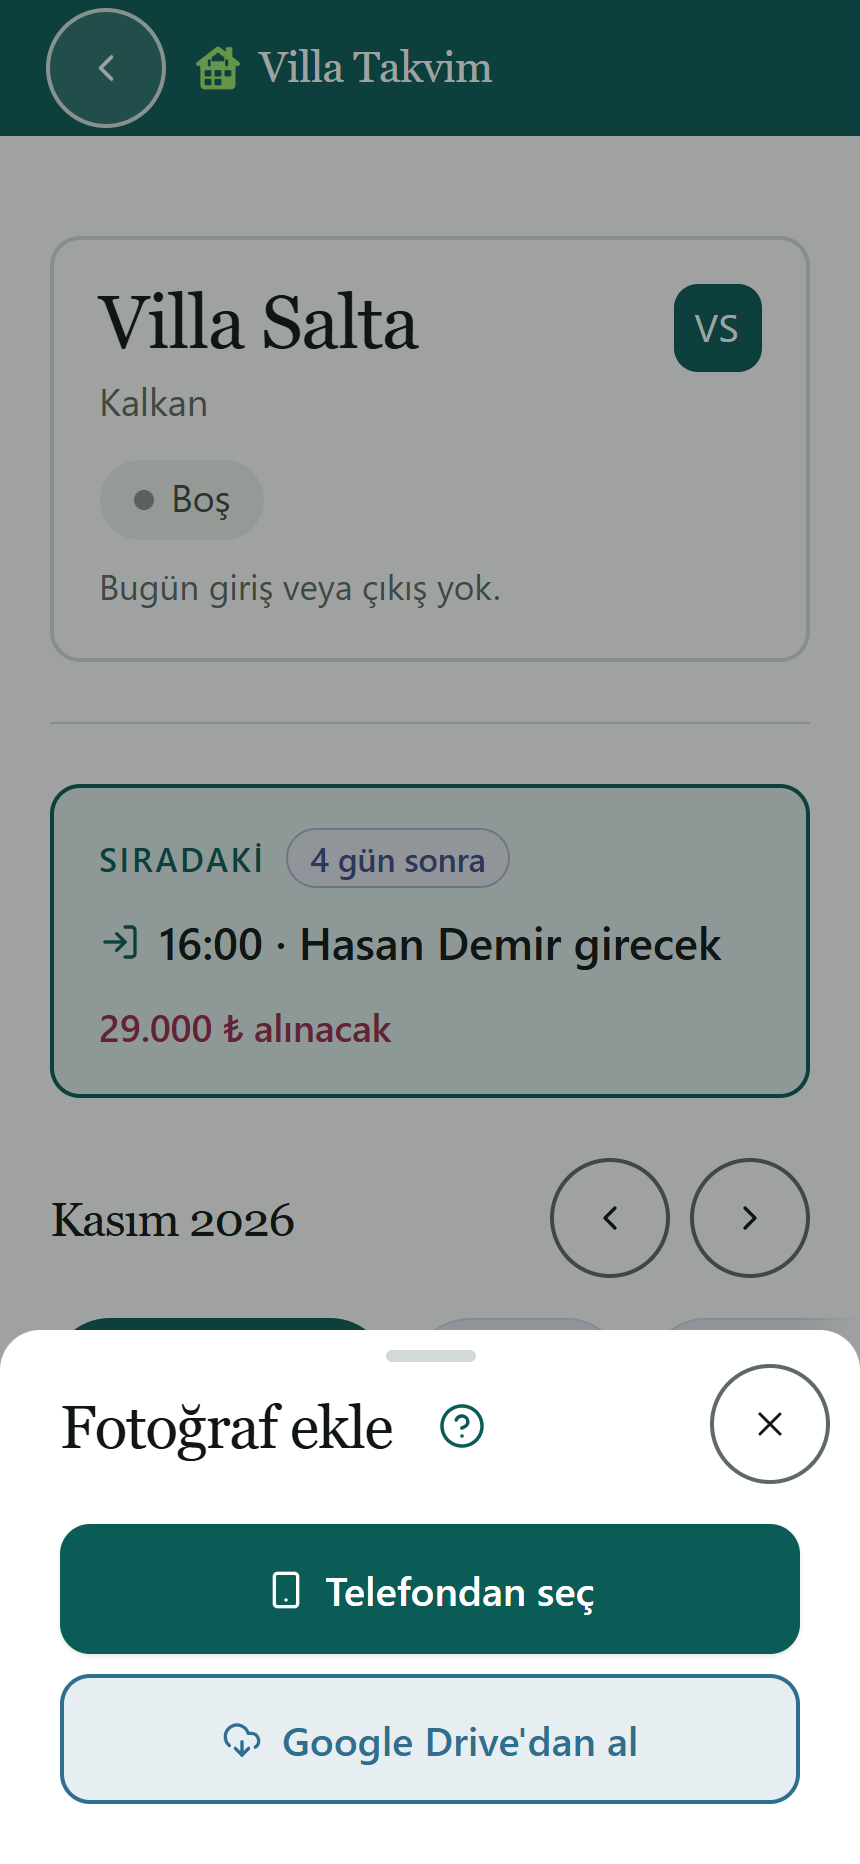 Villa Takvim
Villa Salta
VS
Kalkan
Boş
Bugün giriş veya çıkış yok.
SIRADAKİ
4 gün sonra
16:00 · Hasan Demir girecek
29.000 ₺ alınacak
Kasım 2026
Fotoğraf ekle
Telefondan seç
Google Drive'dan al